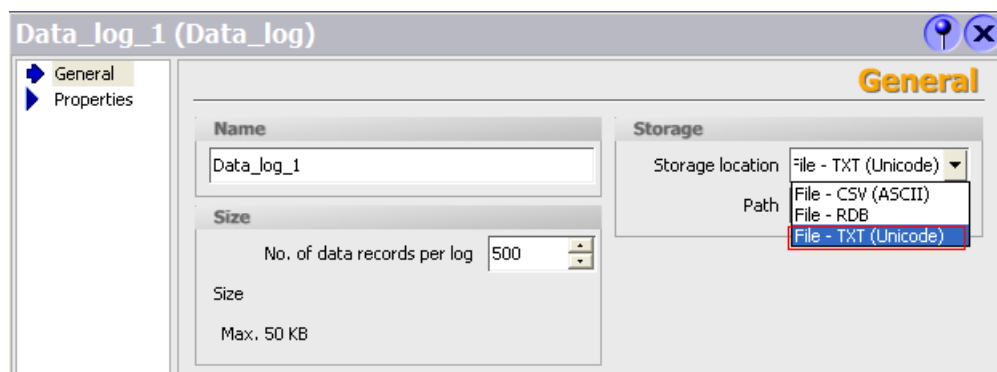 Data_log_1 (Data_log)
General
Properties
General
Name
Data_log_1
Size
No. of data records per log 500
Size
Max. 50 KB
Storage
Storage location File - TXT (Unicode)
Path
File - CSV (ASCII)
File - RDB
File - TXT (Unicode)